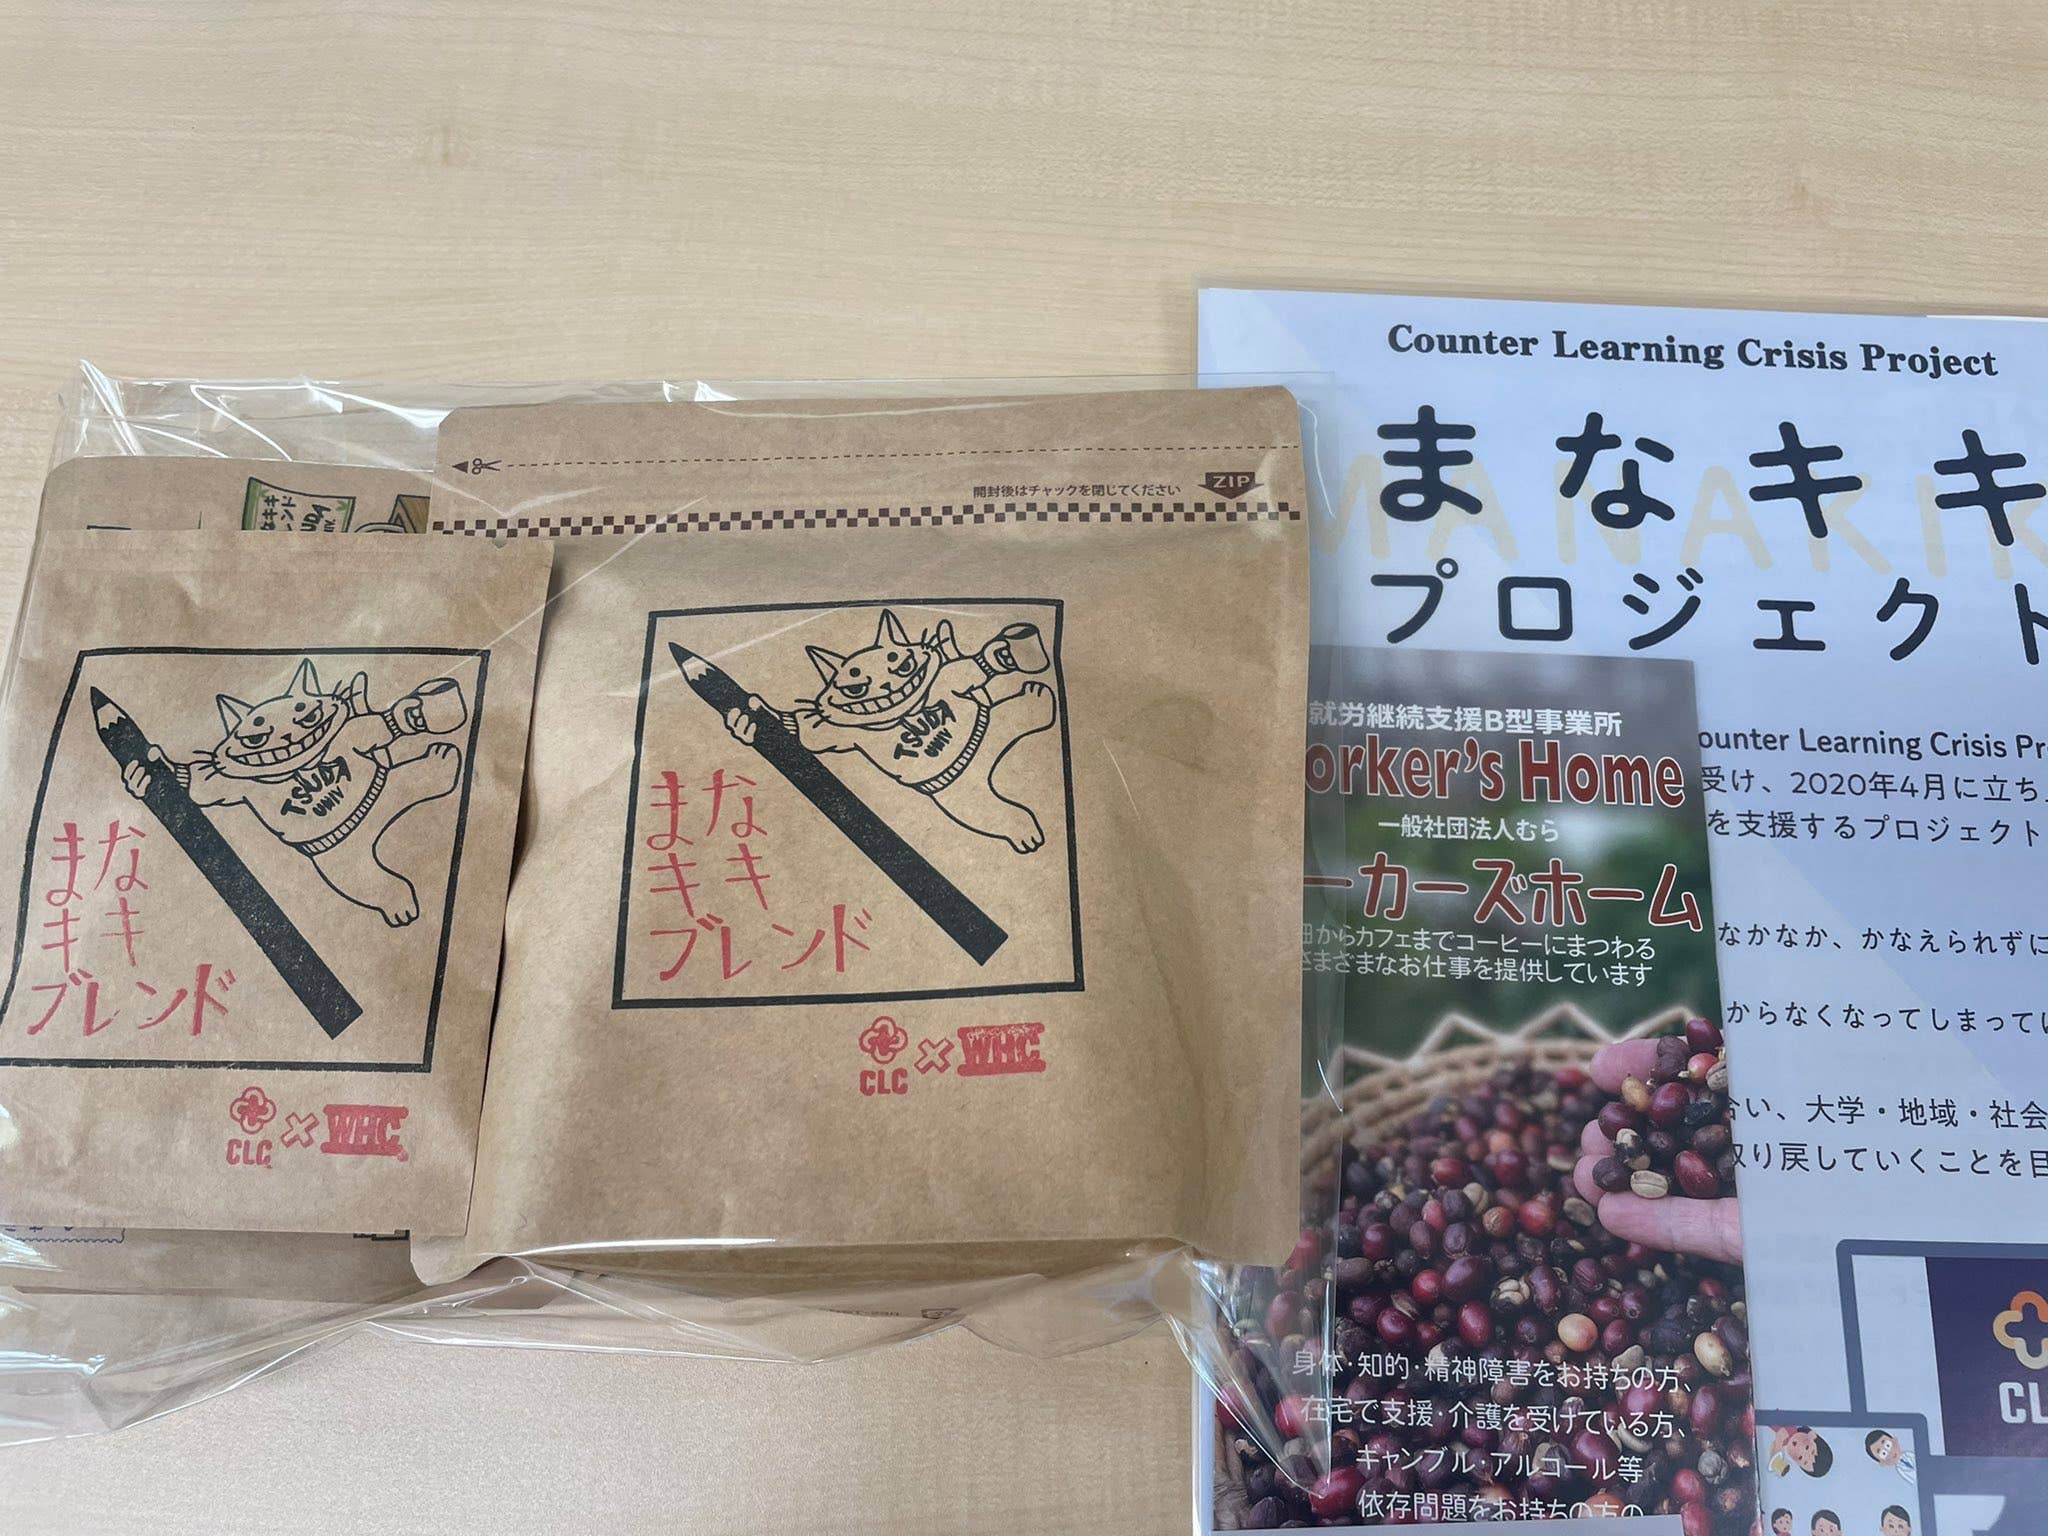 開封後はチャックを閉じてください
ZIP
TSUDA
UNIV
まなキキ
ブレンド
CLC × WHC
TSUDA
UNIV
まなキキ
ブレンド
CLC × WHC
Counter Learning Crisis Project
まなキキ
MANAKIK
プロジェクト
ounter Learning Crisis Pr
受け、2020年4月に立ち
を支援するプロジェクト
なかなか、かなえられずに
からなくなってしまってい
合い、大学・地域・社会
取り戻していくことを目
CL
就労継続支援B型事業所
orker's Home
一般社団法人むら
ーカーズホーム
畑からカフェまでコーヒーにまつわる
さまざまなお仕事を提供しています
身体・知的・精神障害をお持ちの方、
在宅で支援・介護を受けている方、
ギャンブル・アルコール等
依存問題をお持ちの方の